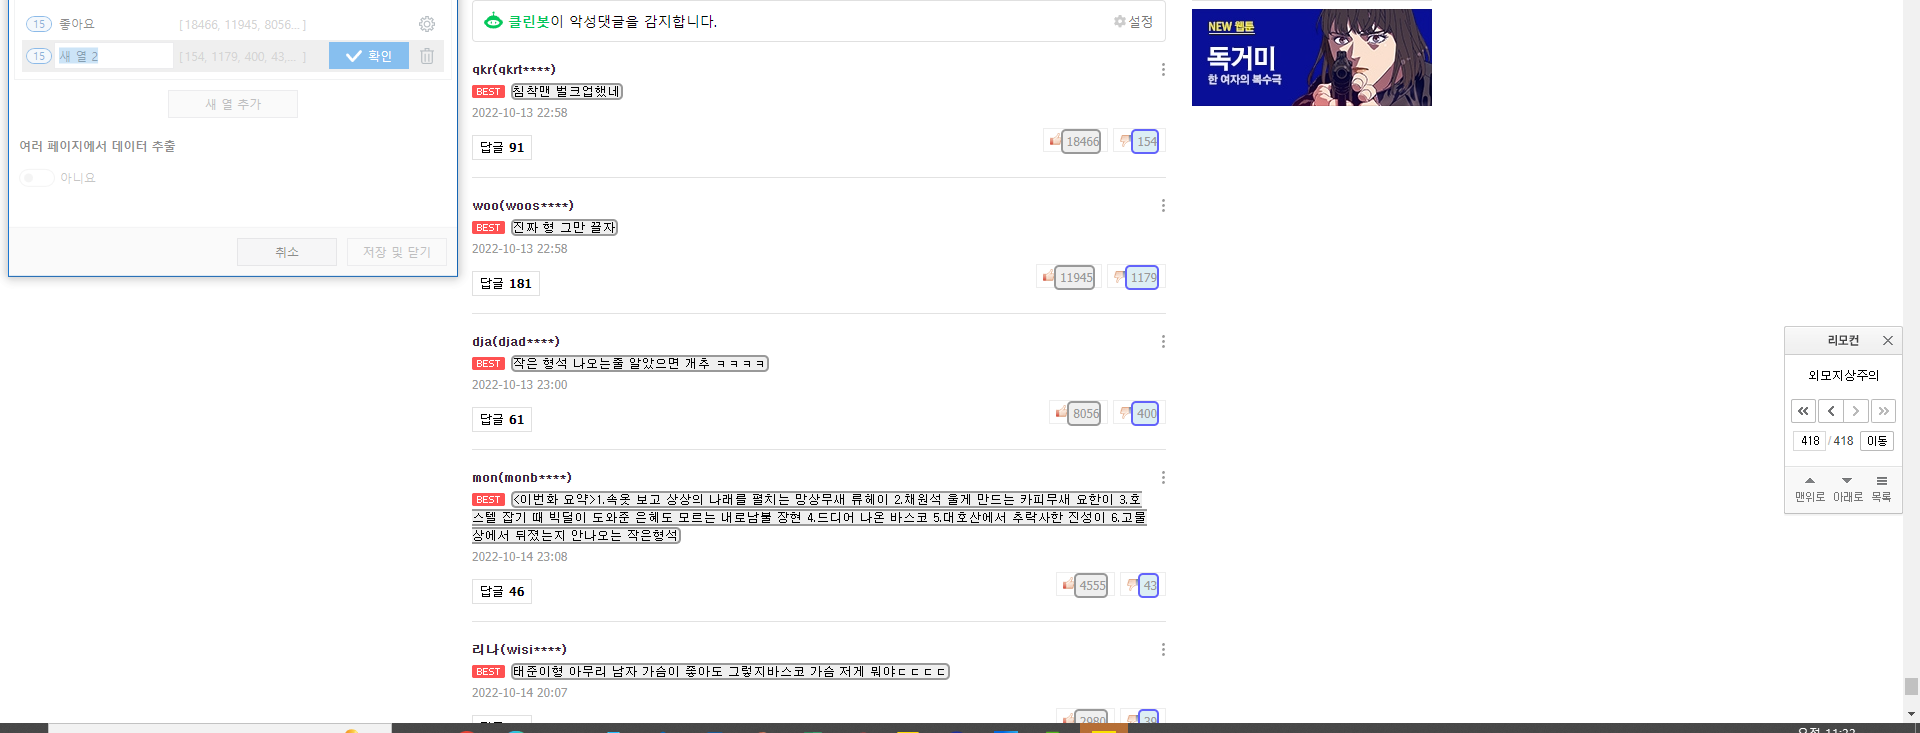 15 좋아요 [18466, 11945, 8056... ]
15 새 열 2 [154, 1179, 400, 43,... ] 확인
새 열 추가
여러 페이지에서 데이터 추출
아니요
취소 저장 및 닫기
클린봇이 악성댓글을 감지합니다. 설정
qkr(qkrt****)
BEST 침착맨 벌크업했네
2022-10-13 22:58
답글 91 18466 154
woo(woos****)
BEST 진짜 형 그만 끌자
2022-10-13 22:58
답글 181 11945 1179
dja(djad****)
BEST 작은 형석 나오는줄 알았으면 개추 ㅋㅋㅋㅋ
2022-10-13 23:00
답글 61 8056 400
mon(monb****)
BEST <이번화 요약>1.속옷 보고 상상의 나래를 펼치는 망상무새 류헤이 2.채원석 울게 만드는 카피무새 요한이 3.호
스텔 잡기 때 빅딜이 도와준 은혜도 모르는 내로남불 장현 4.드디어 나온 바스코 5.대호산에서 추락사한 진성이 6.고물
상에서 뒤졌는지 안나오는 작은형석
2022-10-14 23:08
답글 46 4555 43
리나(wisi****)
BEST 태준이형 아무리 남자 가슴이 좋아도 그렇지바스코 가슴 저게 뭐야ㄷㄷㄷㄷ
2022-10-14 20:07
2980 39
NEW 웹툰
독거미
한 여자의 복수극
리모컨
외모지상주의
418 / 418 이동
맨위로 아래로 목록